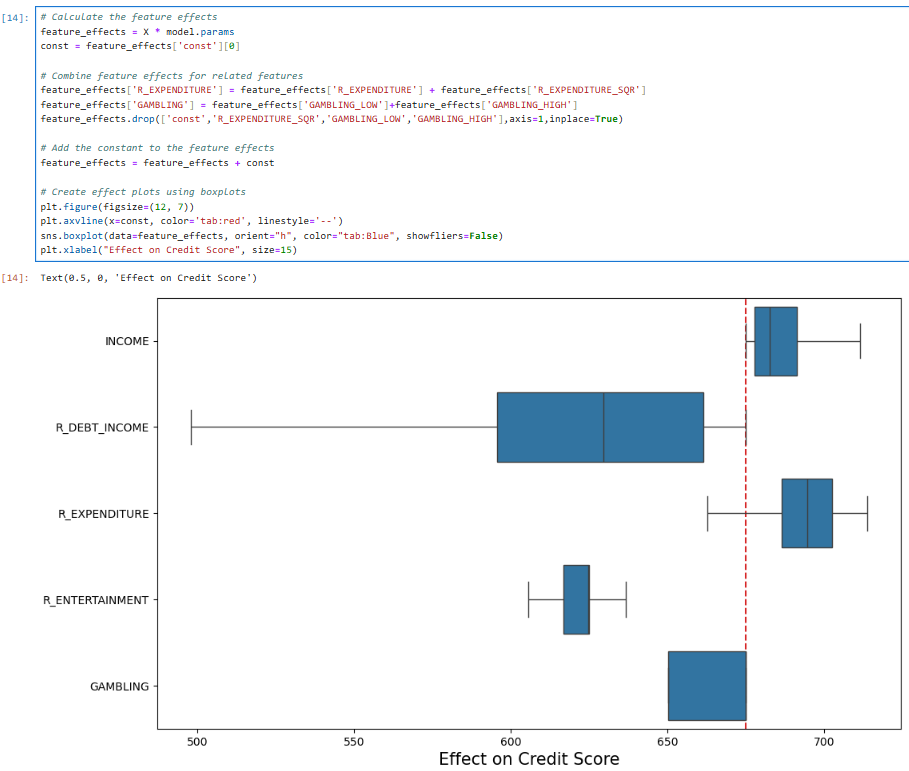 [14]:
# Calculate the feature effects
feature_effects = X * model.params
const = feature_effects['const'][0]
# Combine feature effects for related features
feature_effects['R_EXPENDITURE'] = feature_effects['R_EXPENDITURE'] + feature_effects['R_EXPENDITURE_SQR']
feature_effects['GAMBLING'] = feature_effects['GAMBLING_LOW']+feature_effects['GAMBLING_HIGH']
feature_effects.drop(['const','R_EXPENDITURE_SQR','GAMBLING_LOW','GAMBLING_HIGH'],axis=1,inplace=True)
# Add the constant to the feature effects
feature_effects = feature_effects + const
# Create effect plots using boxplots
plt.figure(figsize=(12, 7))
plt.axvline(x=const, color='tab:red', linestyle='--')
sns.boxplot(data=feature_effects, orient="h", color="tab:Blue", showfliers=False)
plt.xlabel("Effect on Credit Score", size=15)
[14]: Text(0.5, 0, 'Effect on Credit Score')
INCOME
R_DEBT_INCOME
R_EXPENDITURE
R_ENTERTAINMENT
GAMBLING
500 550 600 650 700
Effect on Credit Score